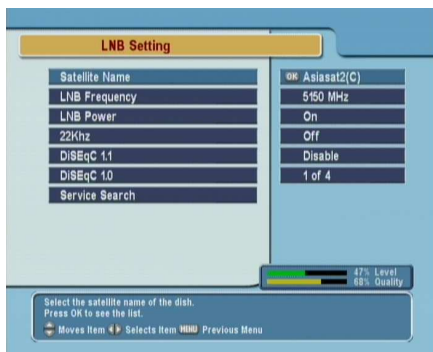 LNB Setting
Satellite Name OK Asiasat2(C)
LNB Frequency 5150 MHz
LNB Power On
22Khz Off
DiSEqC 1.1 Disable
DiSEqC 1.0 1 of 4
Service Search
47% Level
68% Quality
Select the satellite name of the dish.
Press OK to see the list.
Moves Item Selects Item MENU Previous Menu